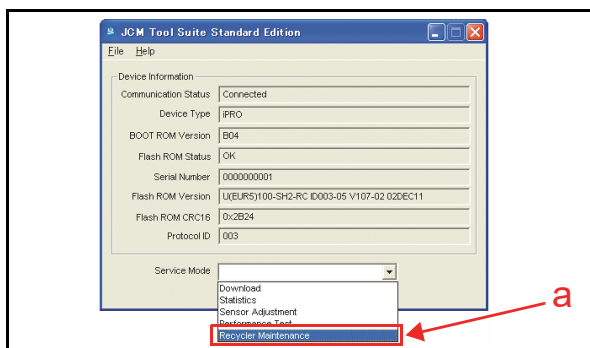 JCM Tool Suite Standard Edition
File Help
Device Information
Communication Status Connected
Device Type iPRO
BOOT ROM Version B04
Flash ROM Status OK
Serial Number 0000000001
Flash ROM Version U(EUR5)100-SH2-RC ID003-05 V107-02 02DEC11
Flash ROM CRC16 0x2B24
Protocol ID 003
Service Mode
Download
Statistics
Sensor Adjustment
Performance Test
Recycler Maintenance
a